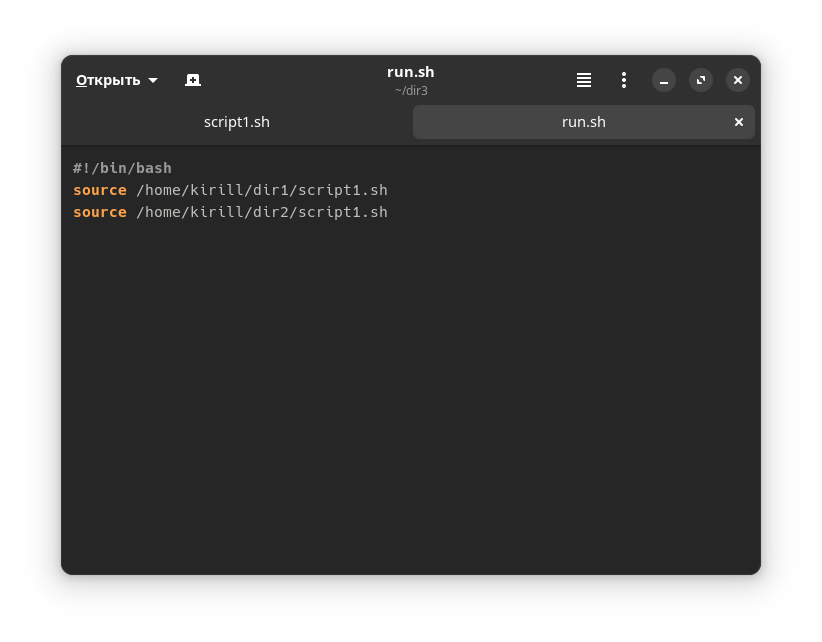 Открыть
run.sh
~/dir3
script1.sh
run.sh
#!/bin/bash
source /home/kirill/dir1/script1.sh
source /home/kirill/dir2/script1.sh